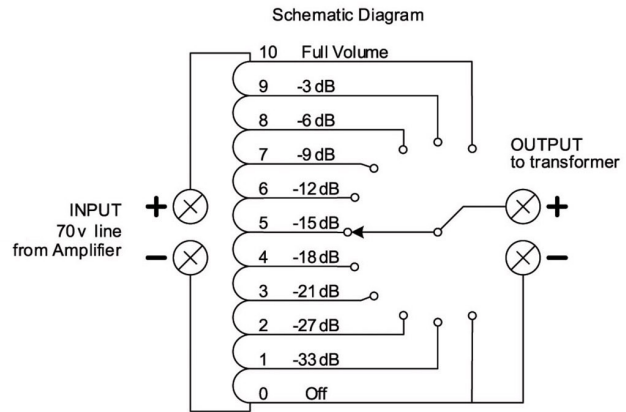 Schematic Diagram
10 Full Volume
9 -3 dB
8 -6 dB
7 -9 dB
6 -12 dB
5 -15 dB
4 -18 dB
3 -21 dB
2 -27 dB
1 -33 dB
0 Off
INPUT
70v line
from Amplifier
+
−
OUTPUT
to transformer
+
−